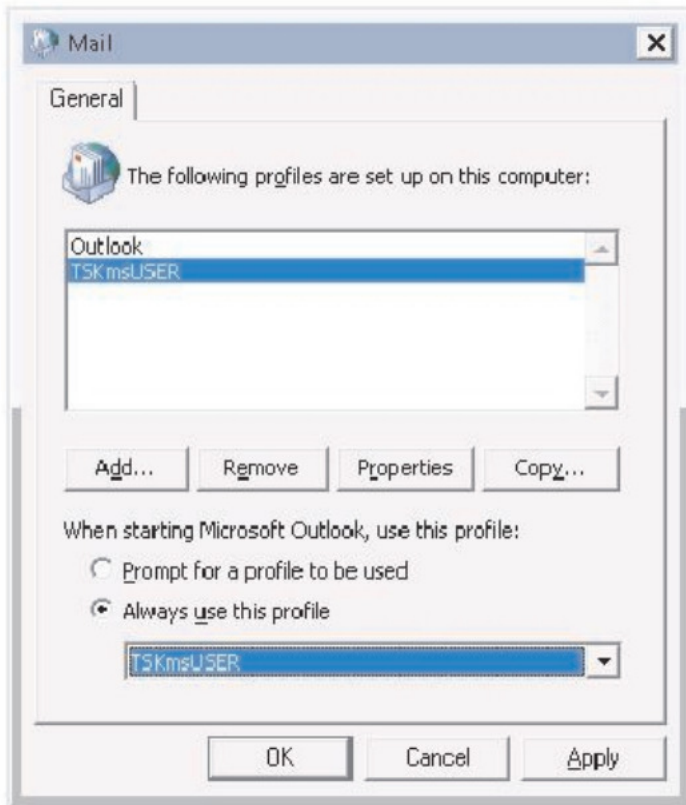 Mail
General
The following profiles are set up on this computer:
Outlook
TSKmsUSER
Add...
Remove
Properties
Copy...
When starting Microsoft Outlook, use this profile:
Prompt for a profile to be used
Always use this profile
TSKmsUSER
OK
Cancel
Apply